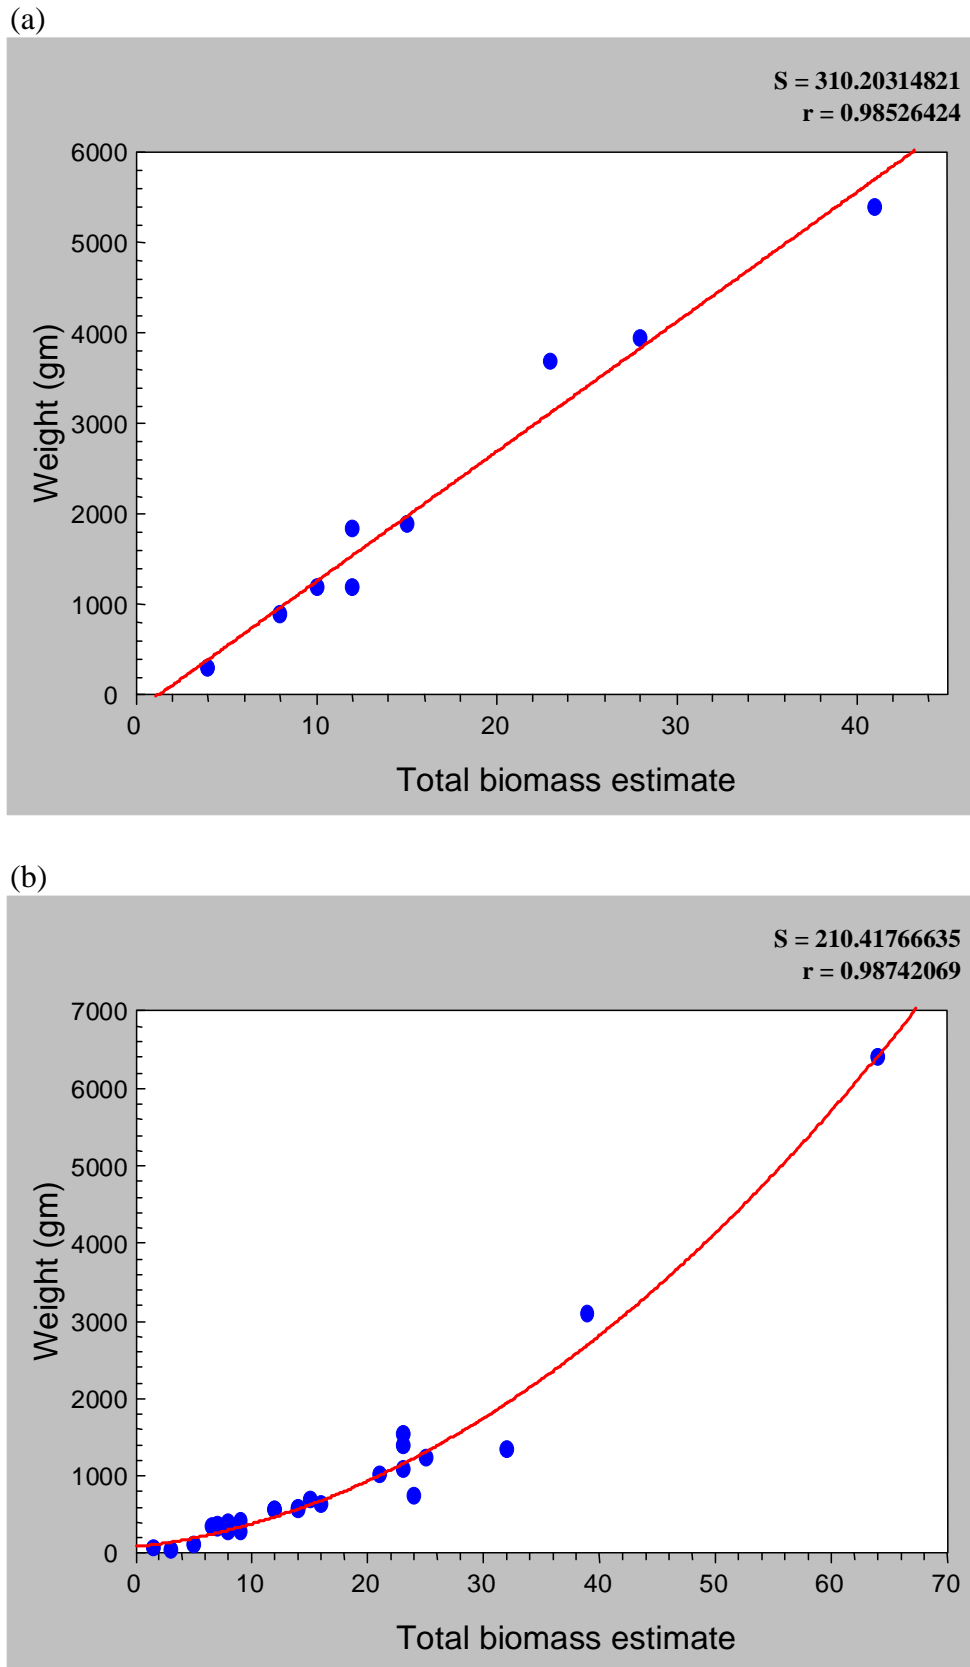 (a)
S = 310.20314821
r = 0.98526424
6000
5000
4000
3000
2000
1000
0
Weight (gm)
0 10 20 30 40
Total biomass estimate
(b)
S = 210.41766635
r = 0.98742069
7000
6000
5000
4000
3000
2000
1000
0
Weight (gm)
0 10 20 30 40 50 60 70
Total biomass estimate